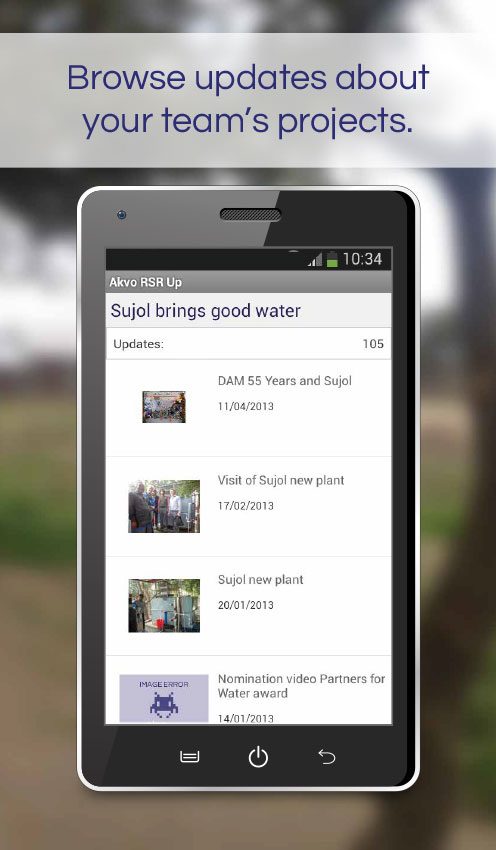 Browse updates about
your team's projects.
10:34
Akvo RSR Up
Sujol brings good water
Updates: 105
DAM 55 Years and Sujol
11/04/2013
Visit of Sujol new plant
17/02/2013
Sujol new plant
20/01/2013
IMAGE ERROR
Nomination video Partners for
Water award
14/01/2013